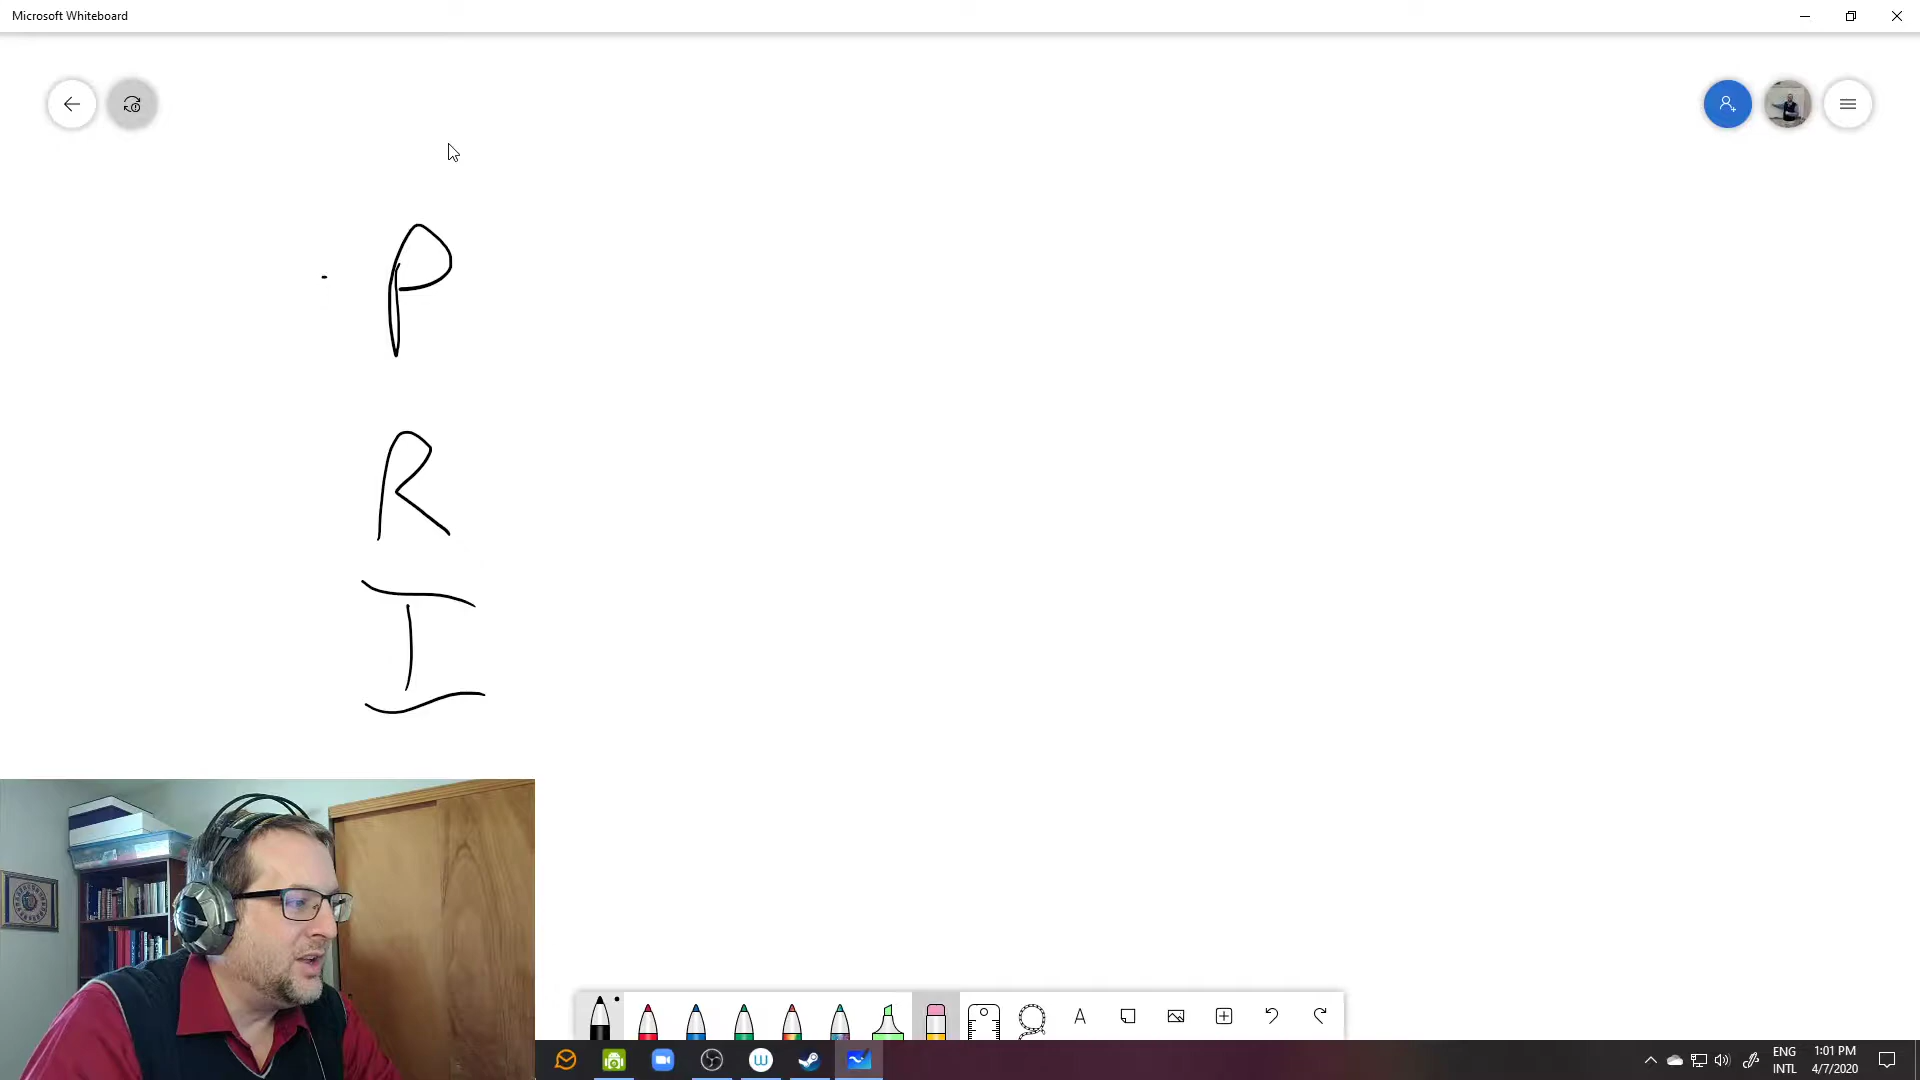 Microsoft Whiteboard
P
R
I
A
W
ENG
INTL
1:01 PM
4/7/2020